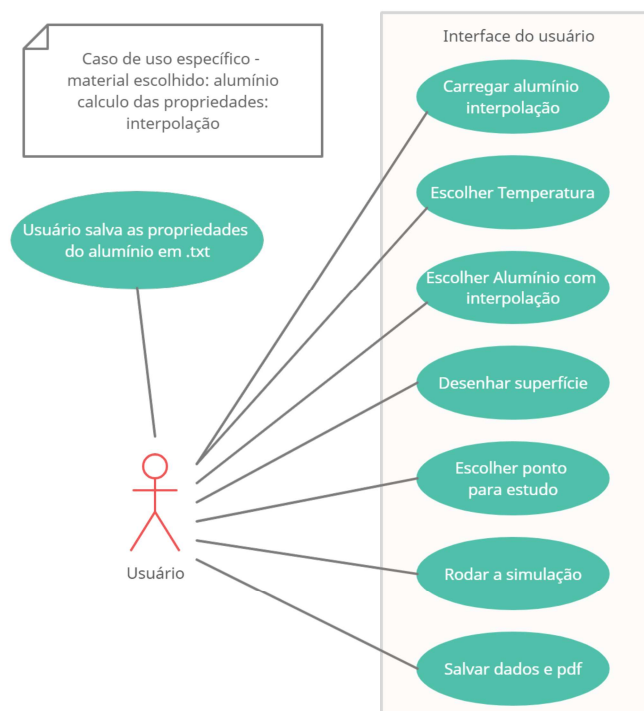 Caso de uso específico -
material escolhido: alumínio
calculo das propriedades:
interpolação
Interface do usuário
Carregar alumínio
interpolação
Escolher Temperatura
Usuário salva as propriedades
do alumínio em .txt
Escolher Alumínio com
interpolação
Desenhar superfície
Escolher ponto
para estudo
Rodar a simulação
Usuário
Salvar dados e pdf